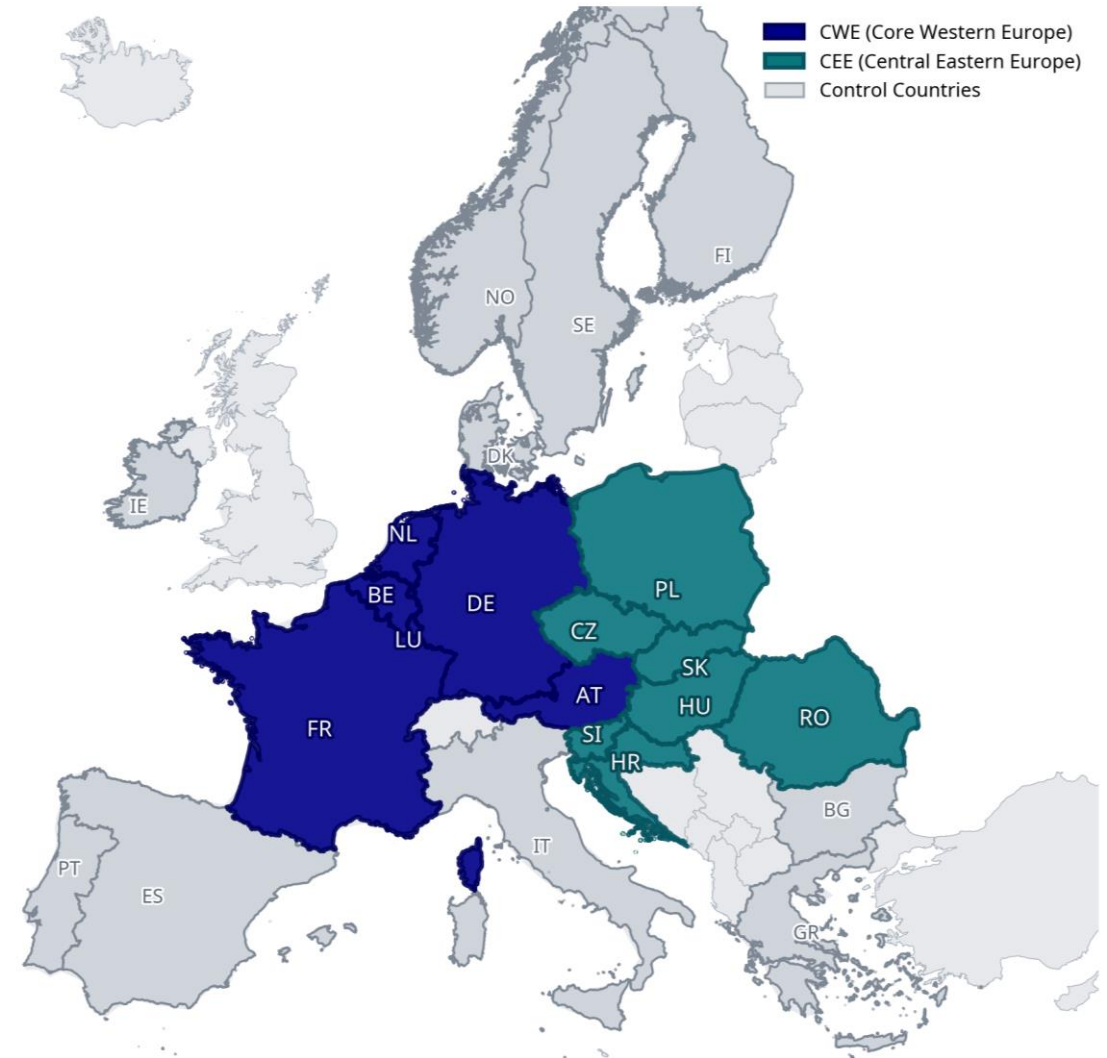 CWE (Core Western Europe)
CEE (Central Eastern Europe)
Control Countries
FI
NO
SE
DK
IE
NL
BE
DE
PL
LU
CZ
SK
AT
HU
FR
SI
RO
HR
BG
IT
PT
ES
GR